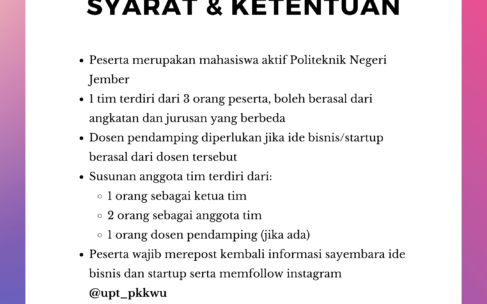 SYARAT & KETENTUAN
• Peserta merupakan mahasiswa aktif Politeknik Negeri
Jember
• 1 tim terdiri dari 3 orang peserta, boleh berasal dari
angkatan dan jurusan yang berbeda
• Dosen pendamping diperlukan jika ide bisnis/startup
berasal dari dosen tersebut
• Susunan anggota tim terdiri dari:
◦ 1 orang sebagai ketua tim
◦ 2 orang sebagai anggota tim
◦ 1 orang dosen pendamping (jika ada)
• Peserta wajib merepost kembali informasi sayembara ide
bisnis dan startup serta memfollow instagram
@upt_pkkwu